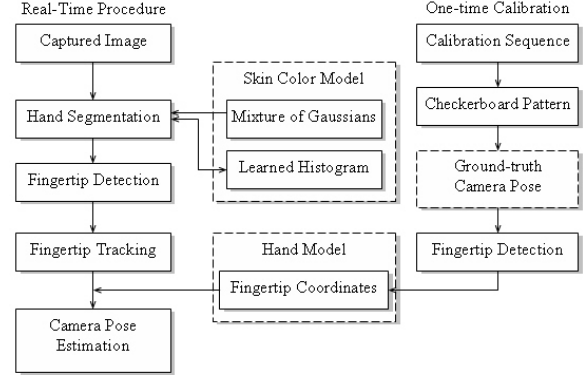 Real-Time Procedure
One-time Calibration
Captured Image
Calibration Sequence
Skin Color Model
Hand Segmentation
Mixture of Gaussians
Checkerboard Pattern
Learned Histogram
Fingertip Detection
Ground-truth
Camera Pose
Fingertip Tracking
Hand Model
Fingertip Detection
Fingertip Coordinates
Camera Pose
Estimation